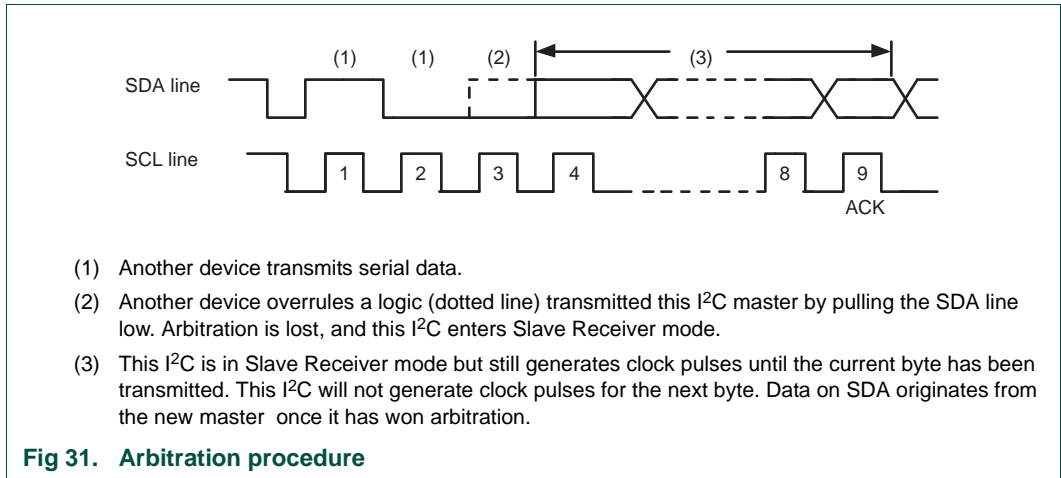 (1) (1) (2) (3)
SDA line
SCL line
1 2 3 4 8 9
ACK
(1) Another device transmits serial data.
(2) Another device overrules a logic (dotted line) transmitted this I2C master by pulling the SDA line
low. Arbitration is lost, and this I2C enters Slave Receiver mode.
(3) This I2C is in Slave Receiver mode but still generates clock pulses until the current byte has been
transmitted. This I2C will not generate clock pulses for the next byte. Data on SDA originates from
the new master once it has won arbitration.
Fig 31. Arbitration procedure